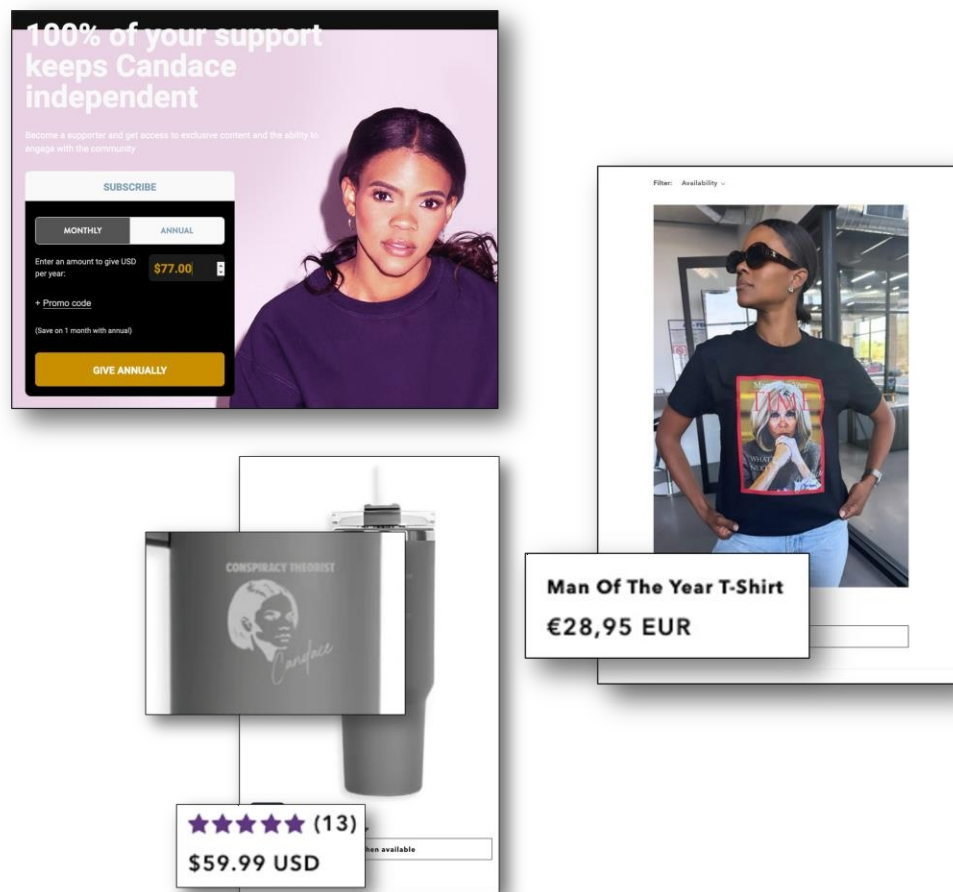 100% of your support
keeps Candace
independent
Become a supporter and get access to exclusive content and the ability to
engage with the community
SUBSCRIBE
MONTHLY
ANNUAL
Enter an amount to give USD
per year:
$77.00
+ Promo code
(Save on 1 month with annual)
GIVE ANNUALLY
Filter: Availability
TIME
WHAT'S
NEXT
Man Of The Year T-Shirt
€28,95 EUR
CONSPIRACY THEORIST
Candace
(13)
$59.99 USD
when available